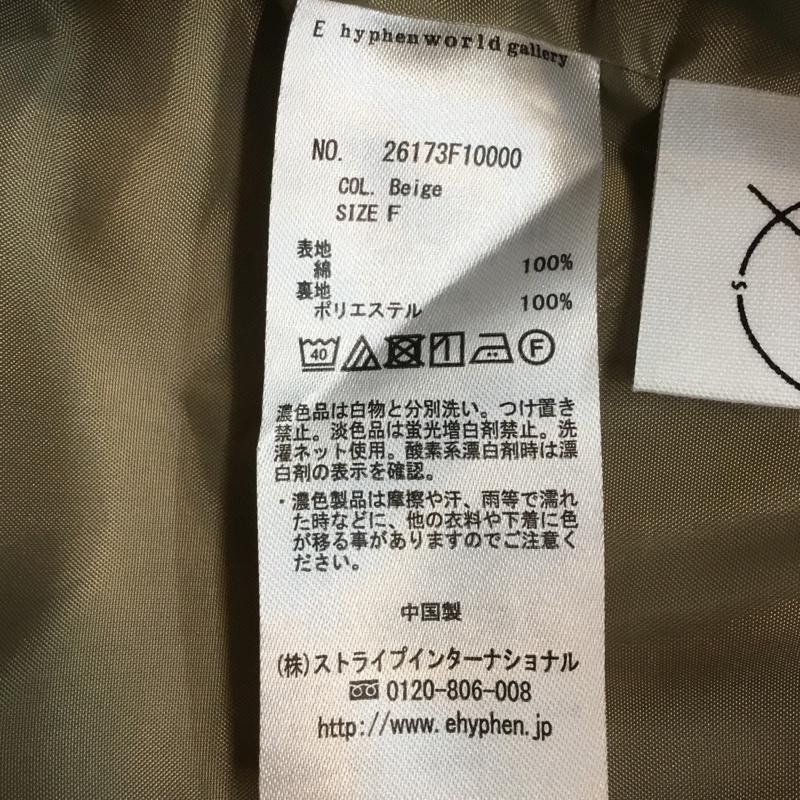 E hyphen world gallery
NO. 26173F10000
COL. Beige
SIZE F
表地
綿 100%
裏地
ポリエステル 100%
40 F
濃色品は白物と分別洗い。つけ置き
禁止。淡色品は蛍光増白剤禁止。洗
濯ネット使用。酸素系漂白剤時は漂
白剤の表示を確認。
・濃色製品は摩擦や汗、雨等で濡れ
た時などに、他の衣料や下着に色
が移る事がありますのでご注意く
ださい。
中国製
(株)ストライプインターナショナル
0120-806-008
http://www.ehyphen.jp
S